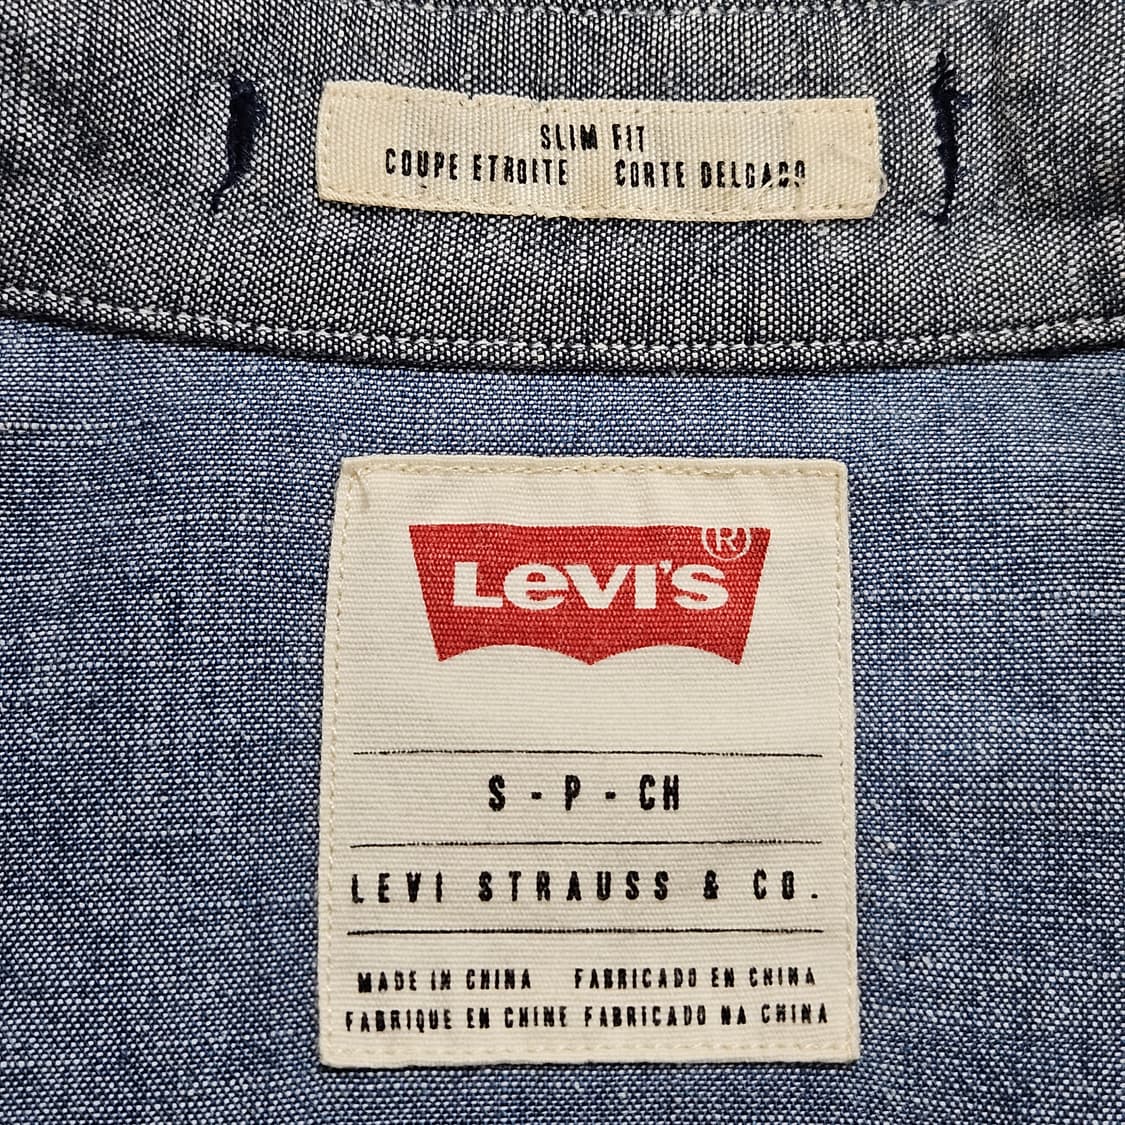 SLIM FIT
COUPE ETROITE CORTE DELGADO
LEVI'S ®
S - P - CH
LEVI STRAUSS & CO.
MADE IN CHINA FABRICADO EN CHINA
FABRIQUE EN CHINE FABRICADO NA CHINA